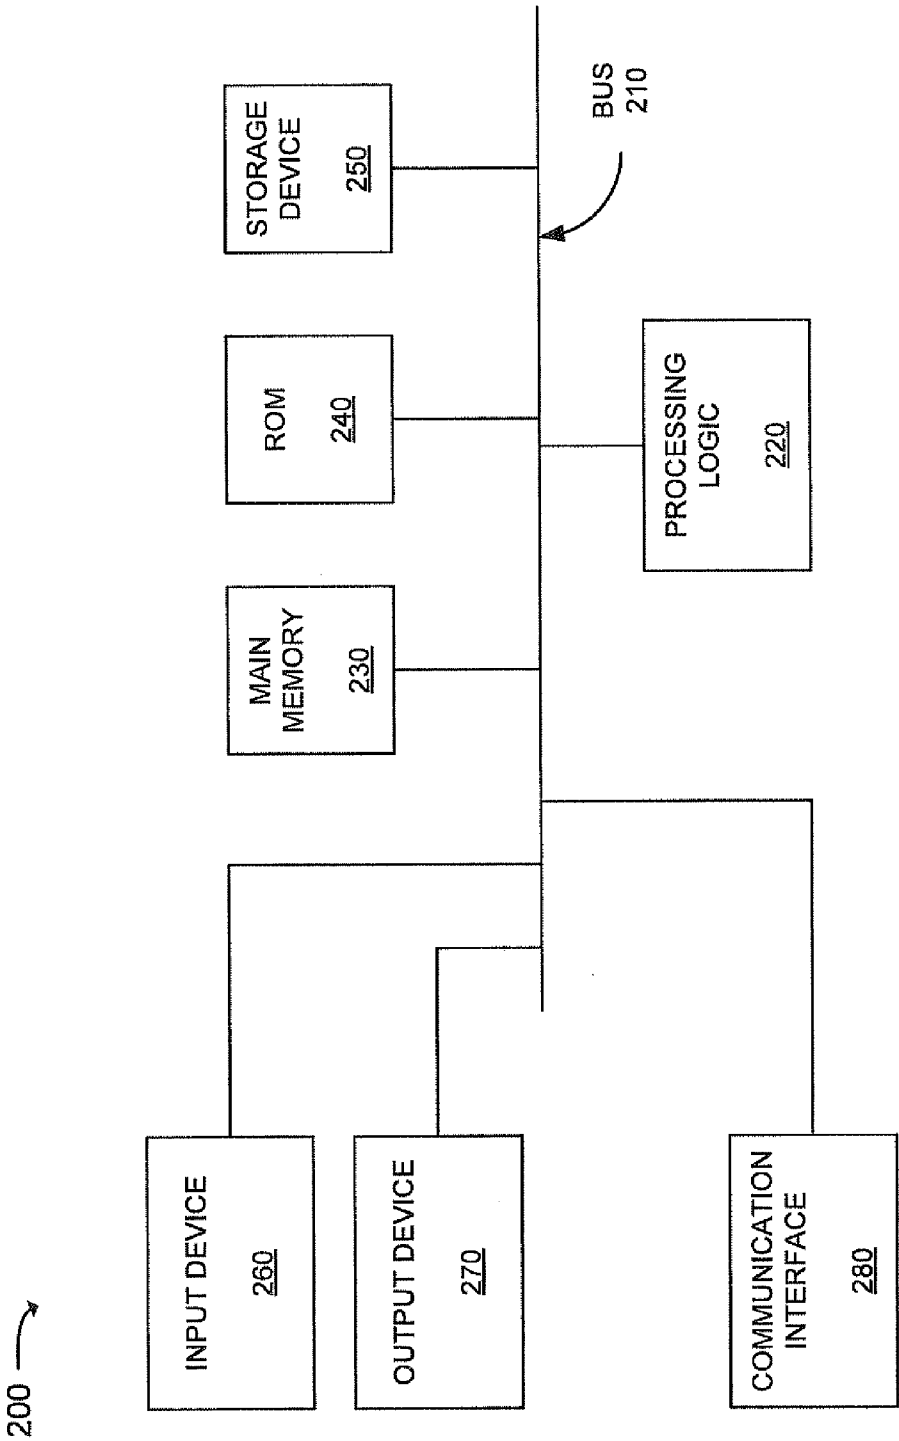 200
INPUT DEVICE
260
OUTPUT DEVICE
270
COMMUNICATION
INTERFACE
280
MAIN
MEMORY
230
ROM
240
STORAGE
DEVICE
250
PROCESSING
LOGIC
220
BUS
210